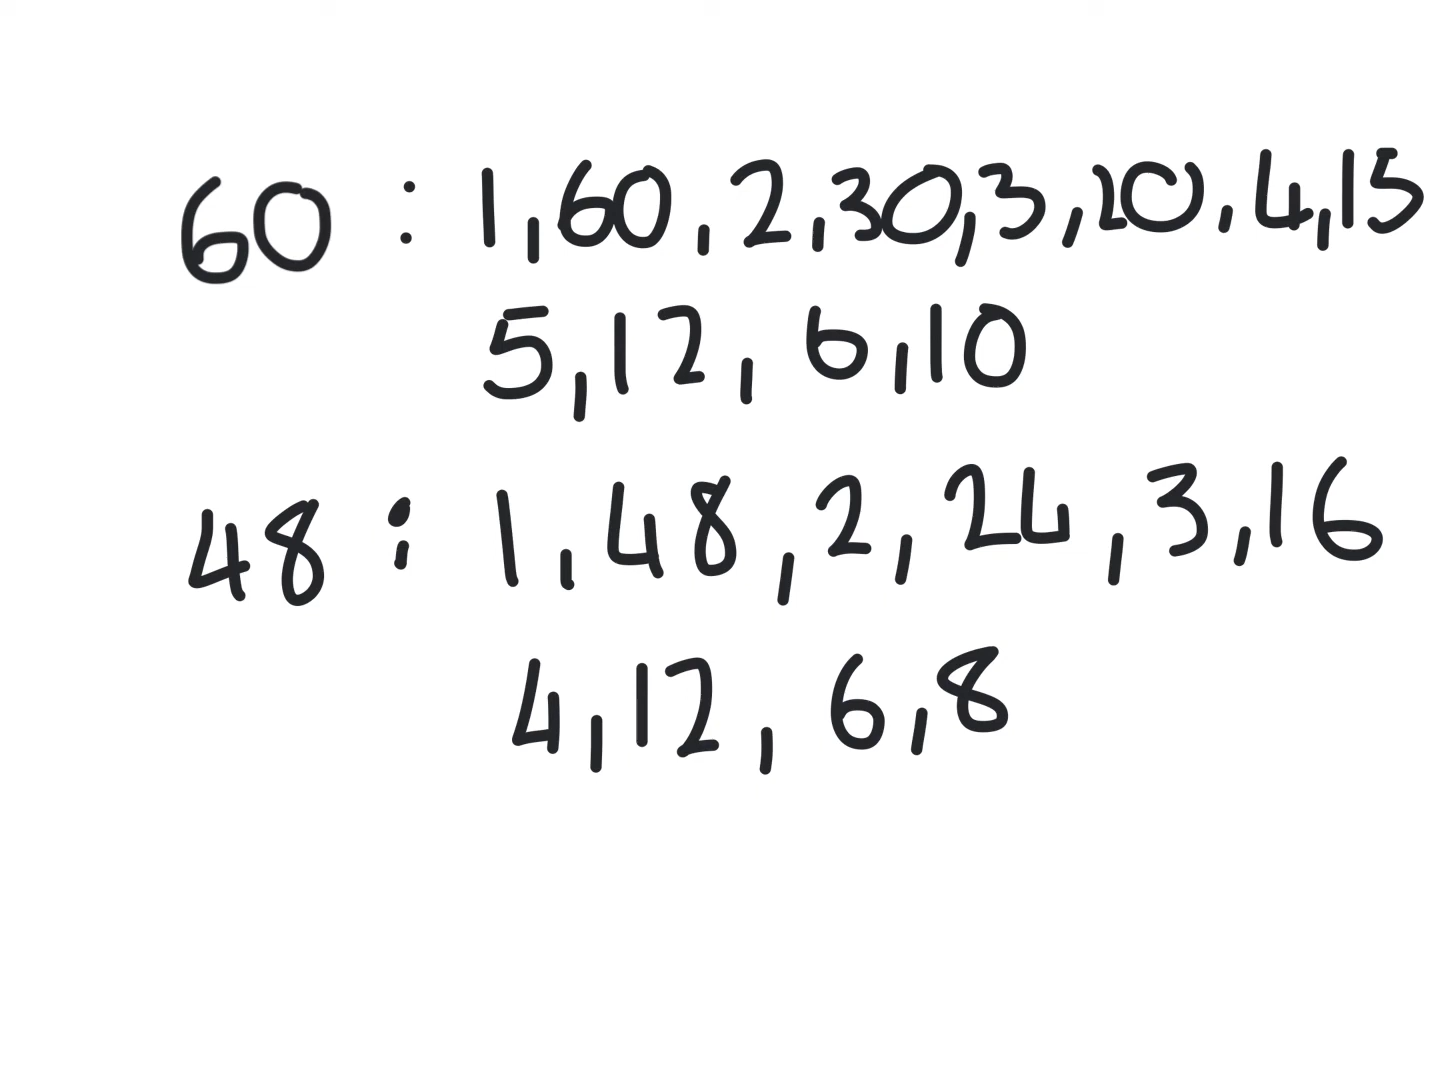 60 : 1,60,2,30,3,20,4,15
5,12, 6,10
48 : 1,48,2,24,3,16
4,12, 6,8